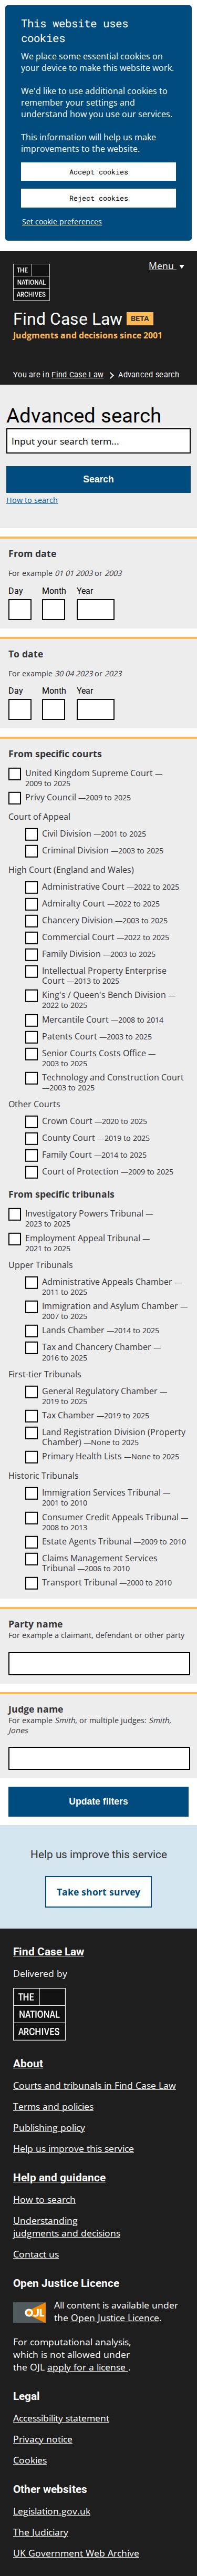 This website uses
cookies
We place some essential cookies on
your device to make this website work.
We'd like to use additional cookies to
remember your settings and
understand how you use our services.
This information will help us make
improvements to the website.
Accept cookies
Reject cookies
Set cookie preferences
Menu
THE
NATIONAL
ARCHIVES
Find Case Law BETA
Judgments and decisions since 2001
You are in Find Case Law > Advanced search
Advanced search
Input your search term...
Search
How to search
From date
For example 01 01 2003 or 2003
Day Month Year
To date
For example 30 04 2023 or 2023
Day Month Year
From specific courts
United Kingdom Supreme Court —
2009 to 2025
Privy Council —2009 to 2025
Court of Appeal
Civil Division —2001 to 2025
Criminal Division —2003 to 2025
High Court (England and Wales)
Administrative Court —2022 to 2025
Admiralty Court —2022 to 2025
Chancery Division —2003 to 2025
Commercial Court —2022 to 2025
Family Division —2003 to 2025
Intellectual Property Enterprise
Court —2013 to 2025
King's / Queen's Bench Division —
2022 to 2025
Mercantile Court —2008 to 2014
Patents Court —2003 to 2025
Senior Courts Costs Office —
2003 to 2025
Technology and Construction Court
—2003 to 2025
Other Courts
Crown Court —2020 to 2025
County Court —2019 to 2025
Family Court —2014 to 2025
Court of Protection —2009 to 2025
From specific tribunals
Investigatory Powers Tribunal —
2023 to 2025
Employment Appeal Tribunal —
2021 to 2025
Upper Tribunals
Administrative Appeals Chamber —
2011 to 2025
Immigration and Asylum Chamber —
2007 to 2025
Lands Chamber —2014 to 2025
Tax and Chancery Chamber —
2016 to 2025
First-tier Tribunals
General Regulatory Chamber —
2019 to 2025
Tax Chamber —2019 to 2025
Land Registration Division (Property
Chamber) —None to 2025
Primary Health Lists —None to 2025
Historic Tribunals
Immigration Services Tribunal —
2001 to 2010
Consumer Credit Appeals Tribunal —
2008 to 2013
Estate Agents Tribunal —2009 to 2010
Claims Management Services
Tribunal —2006 to 2010
Transport Tribunal —2000 to 2010
Party name
For example a claimant, defendant or other party
Judge name
For example Smith, or multiple judges: Smith,
Jones
Update filters
Help us improve this service
Take short survey
Find Case Law
Delivered by
THE
NATIONAL
ARCHIVES
About
Courts and tribunals in Find Case Law
Terms and policies
Publishing policy
Help us improve this service
Help and guidance
How to search
Understanding
judgments and decisions
Contact us
Open Justice Licence
OJL
All content is available under
the Open Justice Licence.
For computational analysis,
which is not allowed under
the OJL apply for a license .
Legal
Accessibility statement
Privacy notice
Cookies
Other websites
Legislation.gov.uk
The Judiciary
UK Government Web Archive